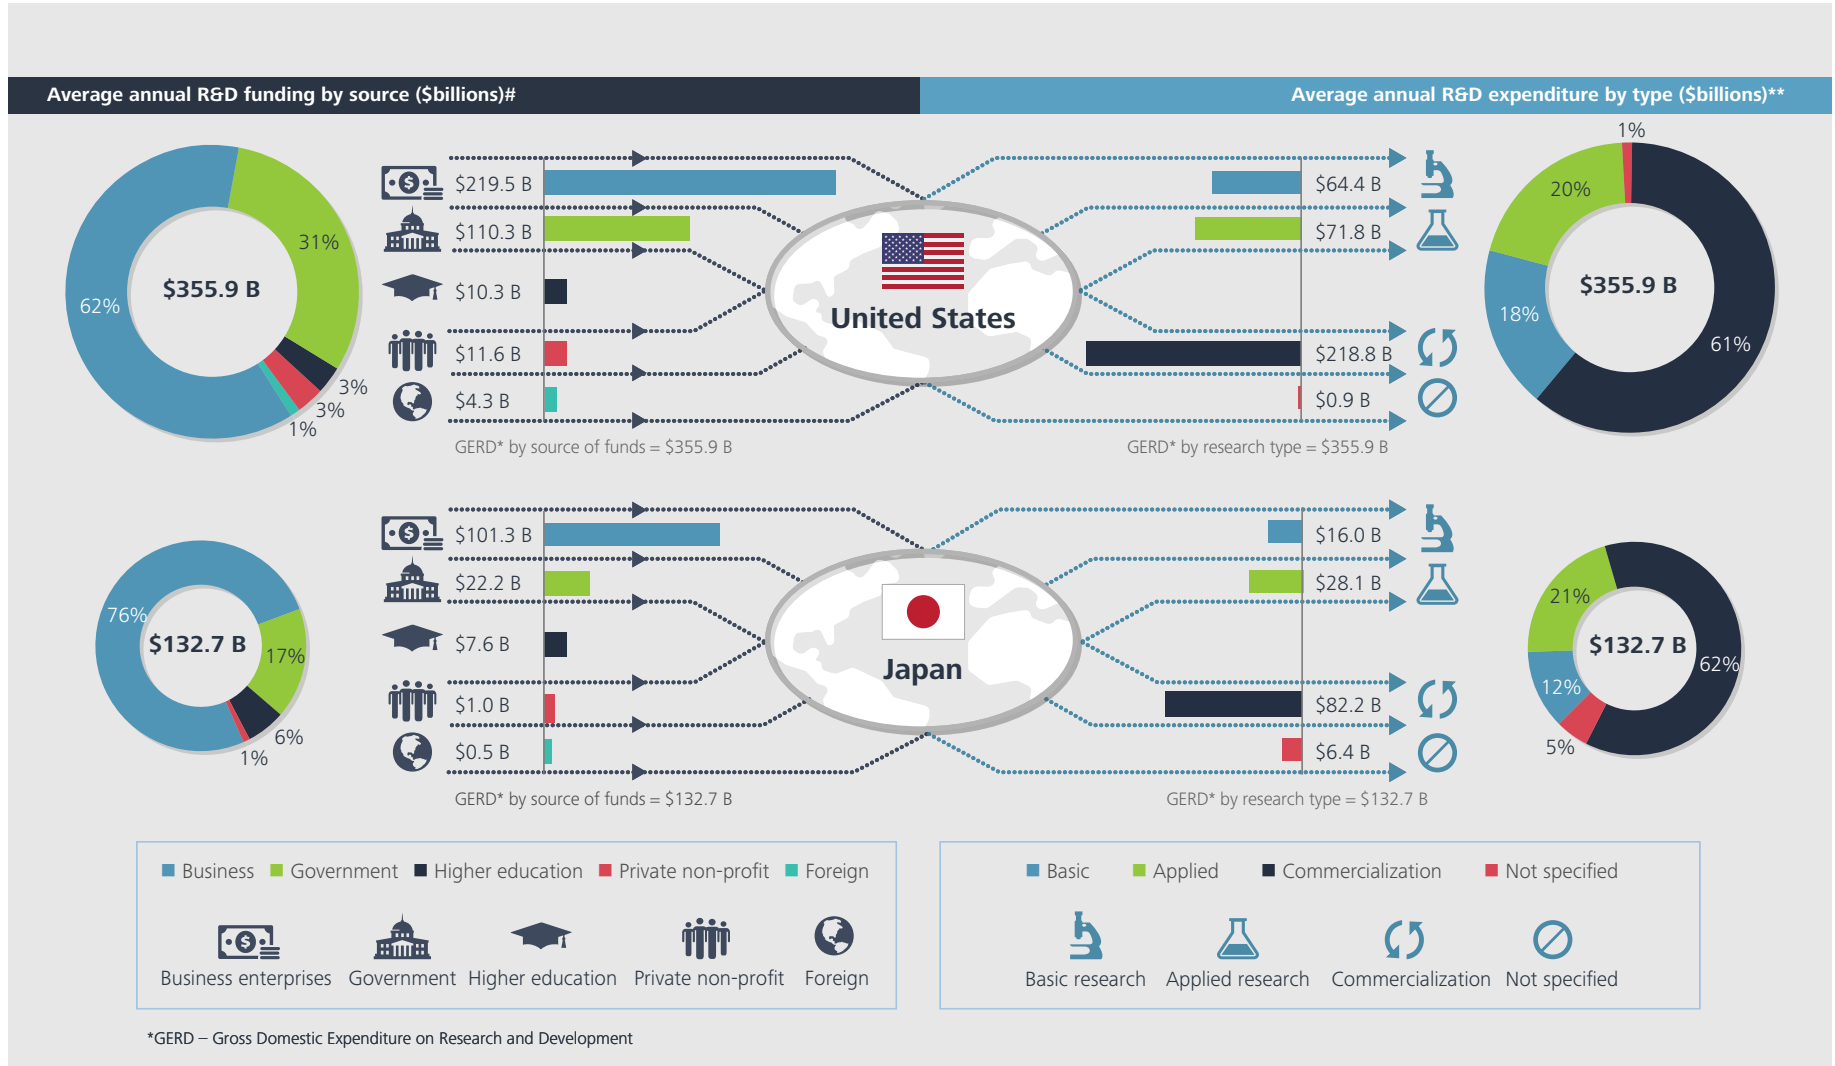 Average annual R&D funding by source ($billions)#
Average annual R&D expenditure by type ($billions)**
62%
31%
3%
3%
1%
$355.9 B
$219.5 B
$110.3 B
$10.3 B
$11.6 B
$4.3 B
GERD* by source of funds = $355.9 B
United States
$64.4 B
$71.8 B
$218.8 B
$0.9 B
GERD* by research type = $355.9 B
1%
20%
18%
61%
$355.9 B
76%
17%
6%
1%
$132.7 B
$101.3 B
$22.2 B
$7.6 B
$1.0 B
$0.5 B
GERD* by source of funds = $132.7 B
Japan
$16.0 B
$28.1 B
$82.2 B
$6.4 B
GERD* by research type = $132.7 B
21%
12%
5%
62%
$132.7 B
Business Government Higher education Private non-profit Foreign
Business enterprises Government Higher education Private non-profit Foreign
Basic Applied Commercialization Not specified
Basic research Applied research Commercialization Not specified
*GERD – Gross Domestic Expenditure on Research and Development